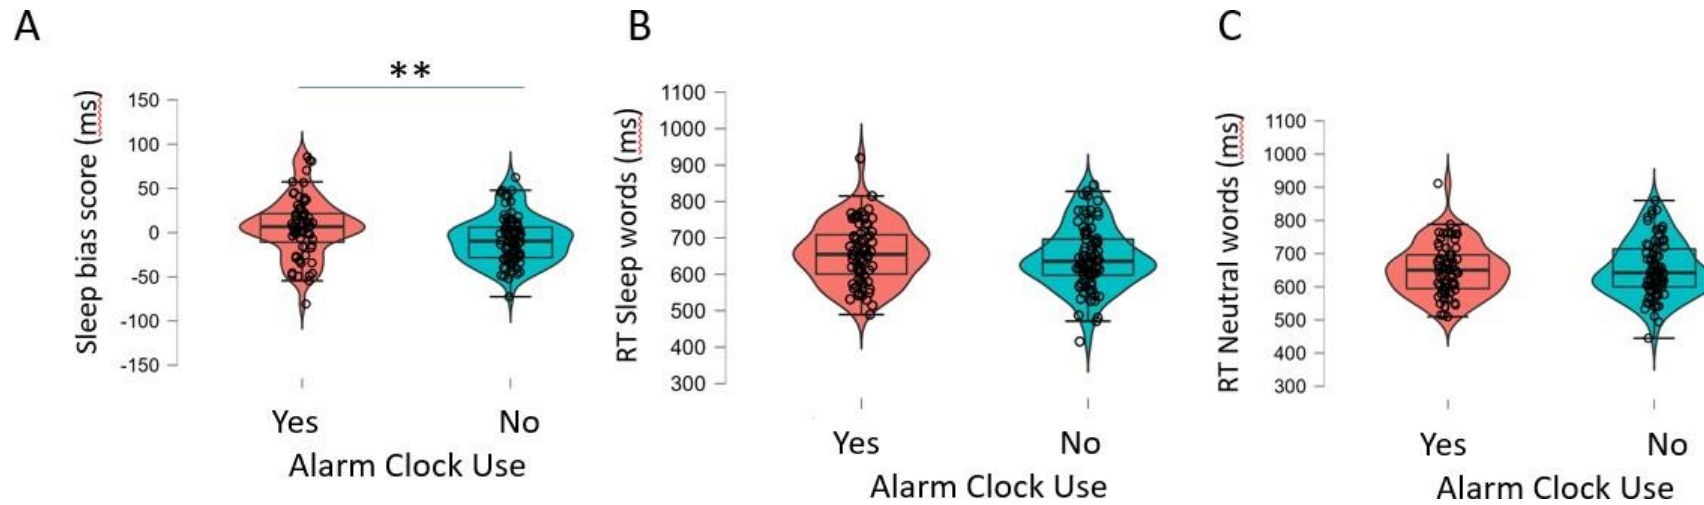 A
**
Sleep bias score (ms)
150
100
50
0
-50
-100
-150
Yes
No
Alarm Clock Use
B
RT Sleep words (ms)
1100
1000
900
800
700
600
500
400
300
Yes
No
Alarm Clock Use
C
RT Neutral words (ms)
1100
1000
900
800
700
600
500
400
300
Yes
No
Alarm Clock Use